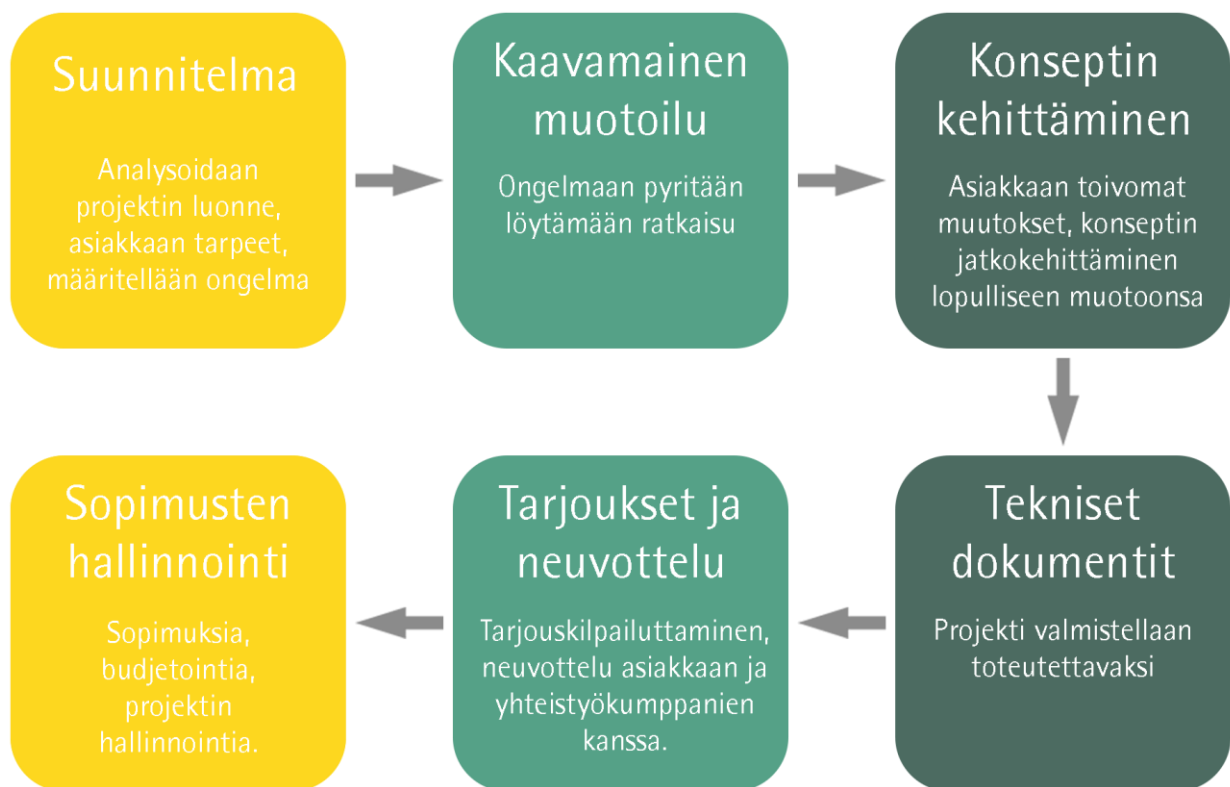 Suunnitelma
Analysoidaan
projektin luonne,
asiakkaan tarpeet,
määritellään ongelma
Kaavamainen
muotoilu
Ongelmaan pyritään
löytämään ratkaisu
Konseptin
kehittäminen
Asiakkaan toivomat
muutokset, konseptin
jatkokehittäminen
lopulliseen muotoonsa
Tekniset
dokumentit
Projekti valmistellaan
toteutettavaksi
Tarjoukset ja
neuvottelu
Tarjouskilpailuttaminen,
neuvottelu asiakkaan ja
yhteistyökumppanien
kanssa.
Sopimusten
hallinnointi
Sopimuksia,
budjetointia,
projektin
hallinnointia.